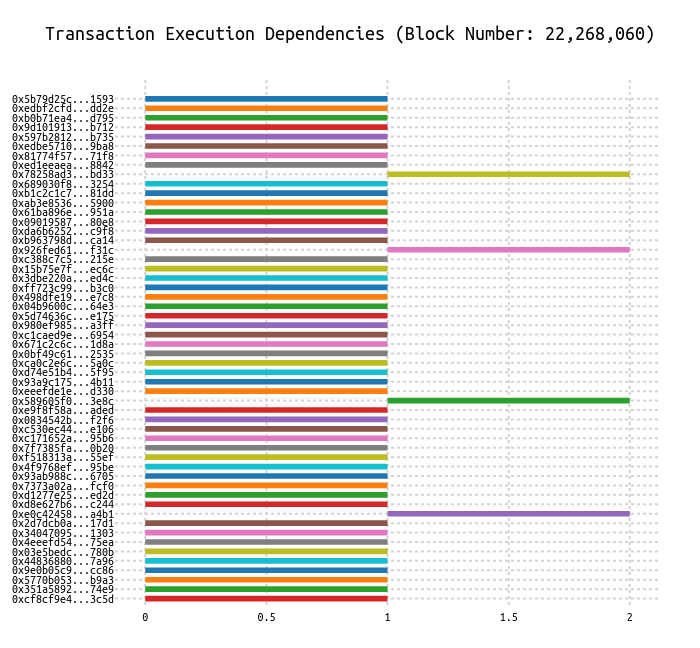 Transaction Execution Dependencies (Block Number: 22,268,060)
0x5b79d25c...1593
0xedbf2cfd...dd2e
0xb0b71ea4...d795
0x9d101913...b712
0x597b2812...b735
0xedbe5710...9ba8
0x81774f57...71f8
0xed1eeaea...8842
0x78258ad3...bd33
0x689030f8...3254
0xb1c2c1c7...81dd
0xab3e8536...5900
0x61ba896e...951a
0x09019587...80e8
0xda6b6252...c9f8
0xb963798d...ca14
0x926fed61...f31c
0xc388c7c5...215e
0x15b75e7f...ec6c
0x3dbe220a...ed4c
0xff723c99...b3c0
0x498dfe19...e7c8
0x04b9600c...64e3
0x5d74636c...e175
0x980ef985...a3ff
0xc1caed9e...6954
0x671c2c6c...1d8a
0x0bf49c61...2535
0xca0c2e6c...5a0c
0xd74e51b4...5f95
0x93a9c175...4b11
0xeeefde1e...d330
0x589605f0...3e8c
0xe9f8f58a...aded
0x0834542b...f2f6
0xc530ec44...e106
0xc171652a...95b6
0x7f7385fa...0b20
0xf518313a...55ef
0x4f9768ef...95be
0x93ab988c...6705
0x7373a02a...fcf0
0xd1277e25...ed2d
0xd8e627b6...c244
0xe0c42458...a4b1
0x2d7dcb0a...17d1
0x34047095...1303
0x4eeefd54...75ea
0x03e5bedc...780b
0x44836880...7a96
0x9e0b05c9...cc86
0x5770b053...b9a3
0x351a5892...74e9
0xcf8cf9e4...3c5d
0 0.5 1 1.5 2